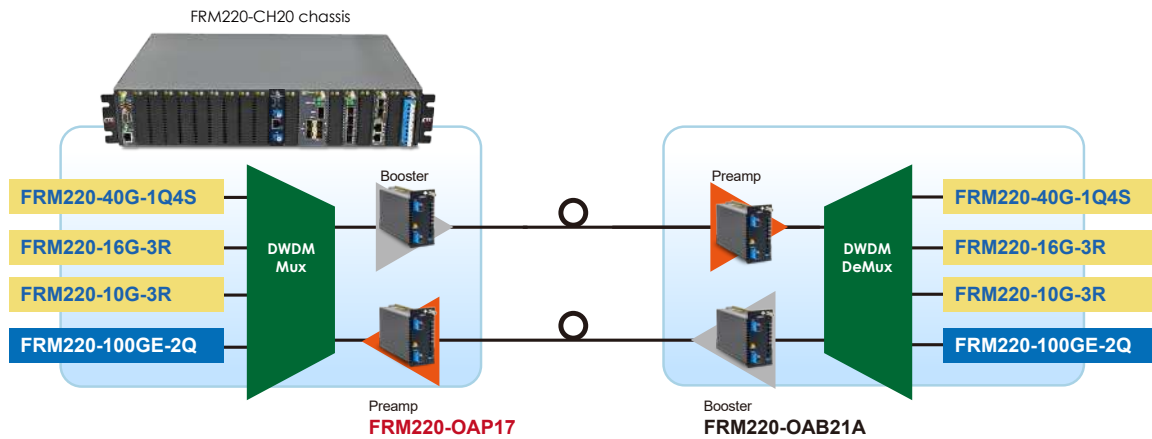 FRM220-CH20 chassis
Booster
Preamp
FRM220-40G-1Q4S
FRM220-16G-3R
FRM220-10G-3R
FRM220-100GE-2Q
DWDM
Mux
DWDM
DeMux
FRM220-40G-1Q4S
FRM220-16G-3R
FRM220-10G-3R
FRM220-100GE-2Q
Preamp
FRM220-OAP17
Booster
FRM220-OAB21A